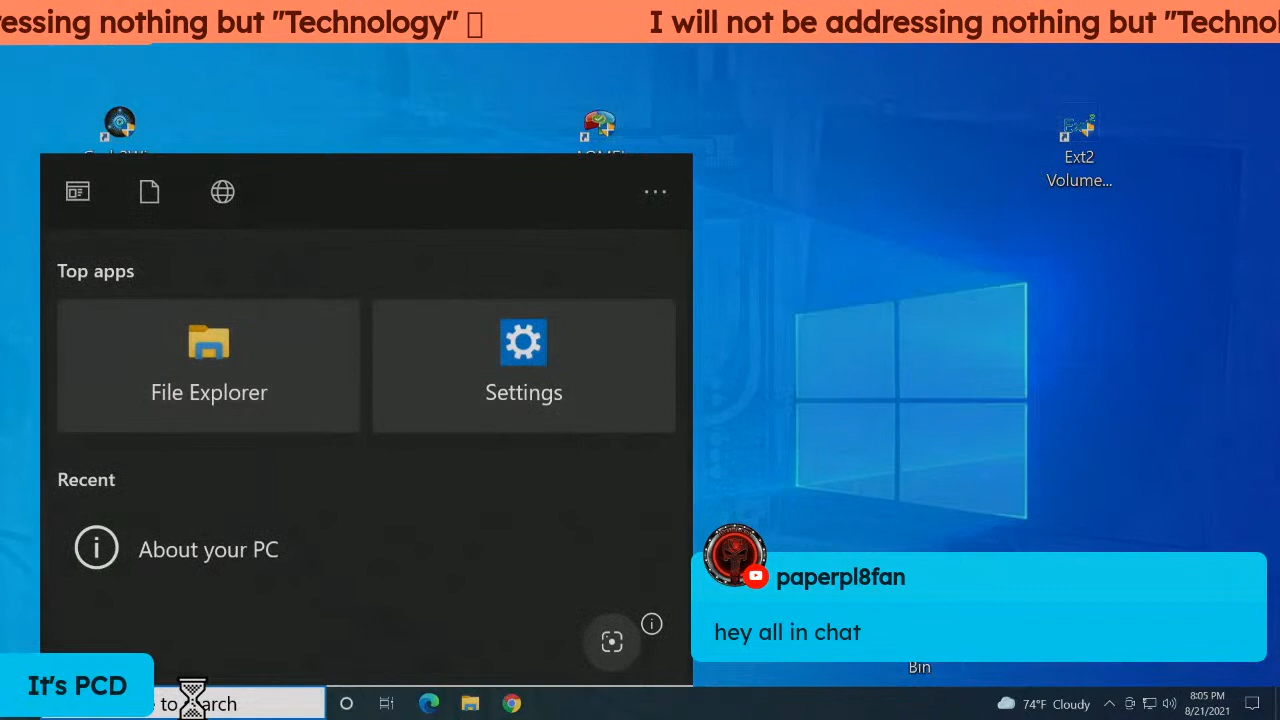 essing nothing but "Technology"
I will not be addressing nothing but "Technol
Ext2
Volume...
Top apps
File Explorer
Settings
Recent
About your PC
paperpl8fan
hey all in chat
Bin
It's PCD
to
arch
74°F Cloudy
8:05 PM
8/21/2021